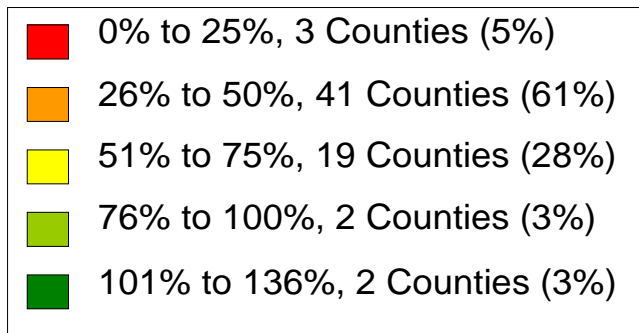 0% to 25%, 3 Counties (5%)
26% to 50%, 41 Counties (61%)
51% to 75%, 19 Counties (28%)
76% to 100%, 2 Counties (3%)
101% to 136%, 2 Counties (3%)